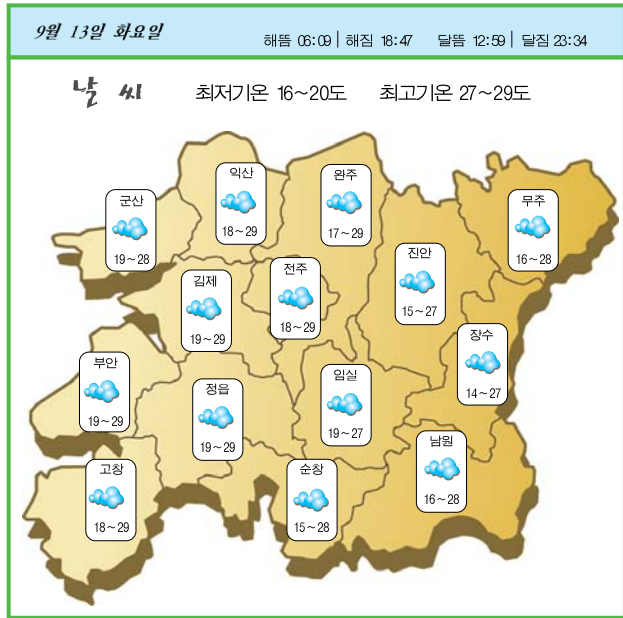 9월 13일 화요일
해뜸 06:09 | 해짐 18:47 달뜸 12:59 | 달짐 23:34
날 씨 최저기온 16~20도 최고기온 27~29도
익산
18~29
완주
17~29
군산
19~28
무주
16~28
진안
15~27
전주
18~29
김제
19~29
장수
14~27
부안
19~29
정읍
19~29
임실
19~27
남원
16~28
고창
18~29
순창
15~28